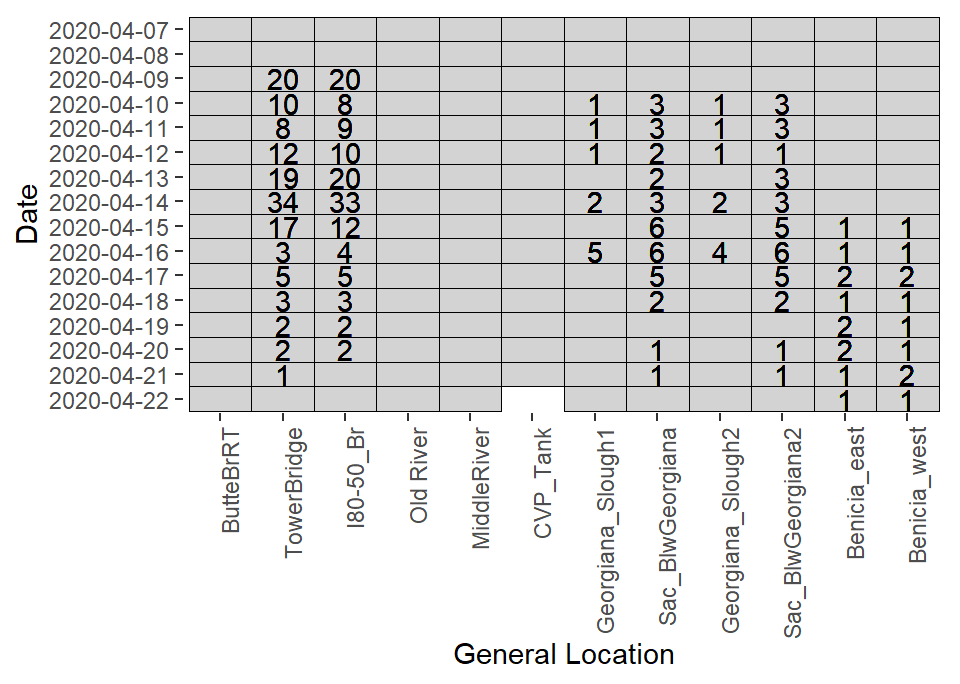 2020-04-07
2020-04-08
2020-04-09 20 20
2020-04-10 10 8 1 3 1 3
2020-04-11 8 9 1 3 1 3
2020-04-12 12 10 1 2 1 1
2020-04-13 19 20 2 3
2020-04-14 34 33 2 3 2 3
2020-04-15 17 12 6 5 1 1
2020-04-16 3 4 5 6 4 6 1 1
2020-04-17 5 5 5 5 2 2
2020-04-18 3 3 2 2 1 1
2020-04-19 2 2 2 1
2020-04-20 2 2 1 1 2 1
2020-04-21 1 1 1 1 2
2020-04-22 1 1
Date
ButteBrRT
TowerBridge
I80-50_Br
Old River
MiddleRiver
CVP_Tank
Georgiana_Slough1
Sac_BlwGeorgiana
Georgiana_Slough2
Sac_BlwGeorgiana2
Benicia_east
Benicia_west
General Location